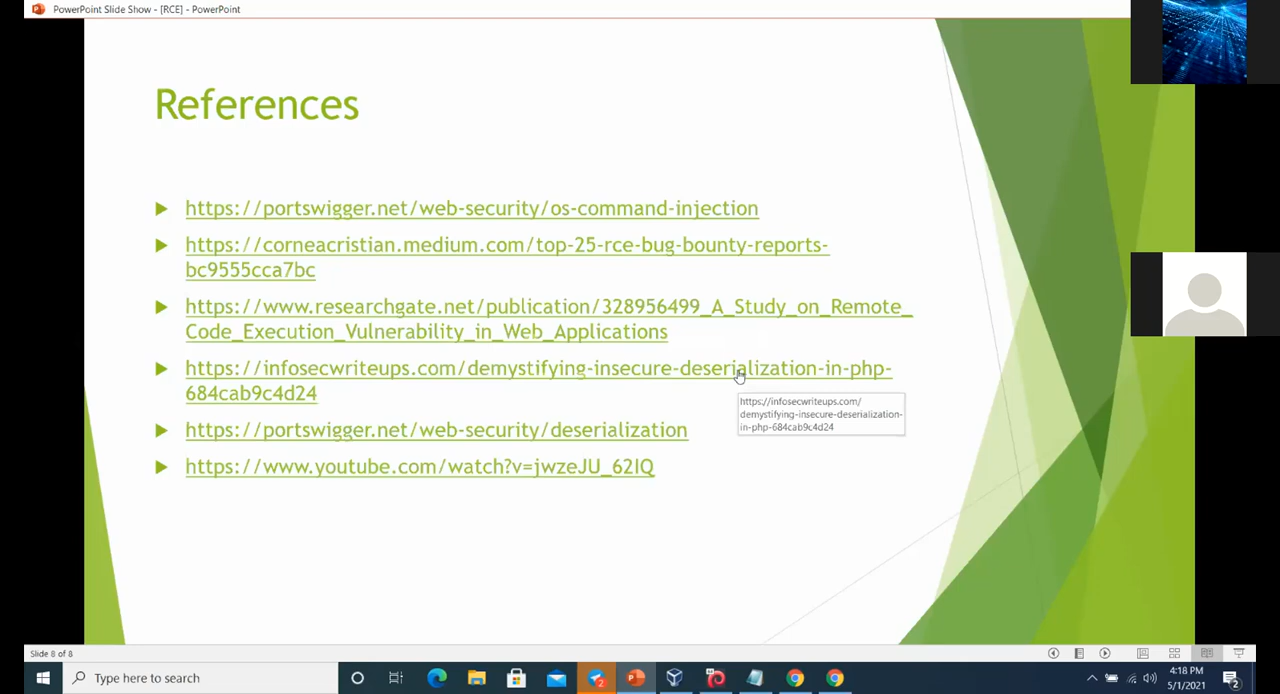 PowerPoint Slide Show - [RCE] - PowerPoint
References
https://portswigger.net/web-security/os-command-injection
https://corneacristian.medium.com/top-25-rce-bug-bounty-reports-
bc9555cca7bc
https://www.researchgate.net/publication/328956499_A_Study_on_Remote_
Code_Execution_Vulnerability_in_Web_Applications
https://infosecwriteups.com/demystifying-insecure-deserialization-in-php-
684cab9c4d24
https://infosecwriteups.com/
demystifying-insecure-deserialization-
in-php-684cab9c4d24
https://portswigger.net/web-security/deserialization
https://www.youtube.com/watch?v=jwzeJU_62IQ
Slide 8 of 8
Type here to search
2
4:18 PM
5/1/2021
2